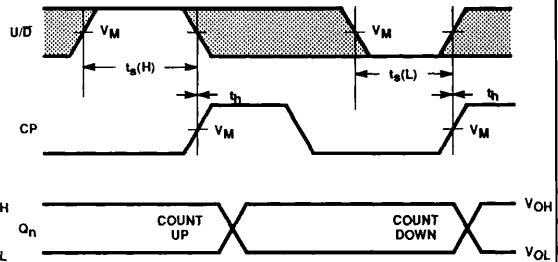 U/D̅ V_M V_M
t_s(H) t_s(L)
t_h t_h
CP V_M V_M
H V_OH
Q_n COUNT UP COUNT DOWN
L V_OL